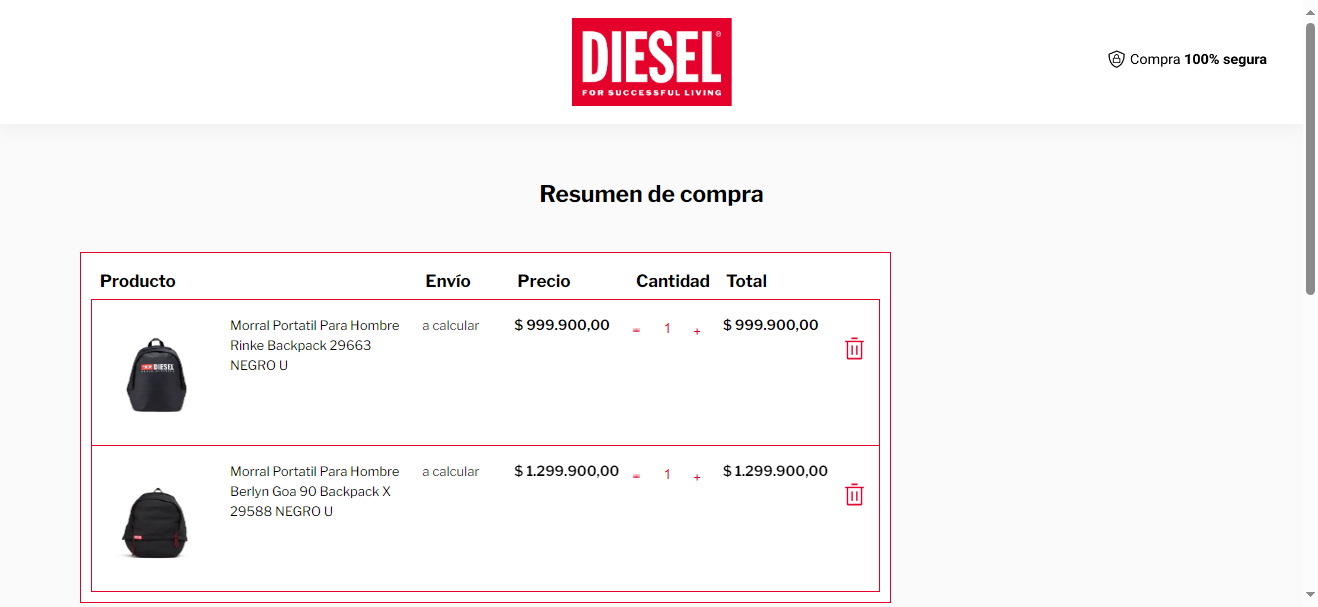 DIESEL®
FOR SUCCESSFUL LIVING
Compra 100% segura
Resumen de compra
Producto Envío Precio Cantidad Total
Morral Portatil Para Hombre
Rinke Backpack 29663
NEGRO U
a calcular $ 999.900,00 = 1 + $ 999.900,00
DIESEL
Morral Portatil Para Hombre
Berlyn Goa 90 Backpack X
29588 NEGRO U
a calcular $ 1.299.900,00 = 1 + $ 1.299.900,00